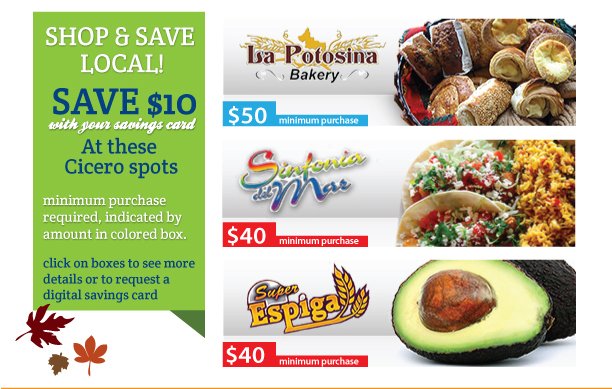 SHOP & SAVE
LOCAL!
SAVE $10
with your savings card
At these
Cicero spots
minimum purchase
required, indicated by
amount in colored box.
click on boxes to see more
details or to request a
digital savings card
La Potosina
Bakery
$50 minimum purchase
Sinfonia
del Mar
$40 minimum purchase
Super
Espiga
$40 minimum purchase